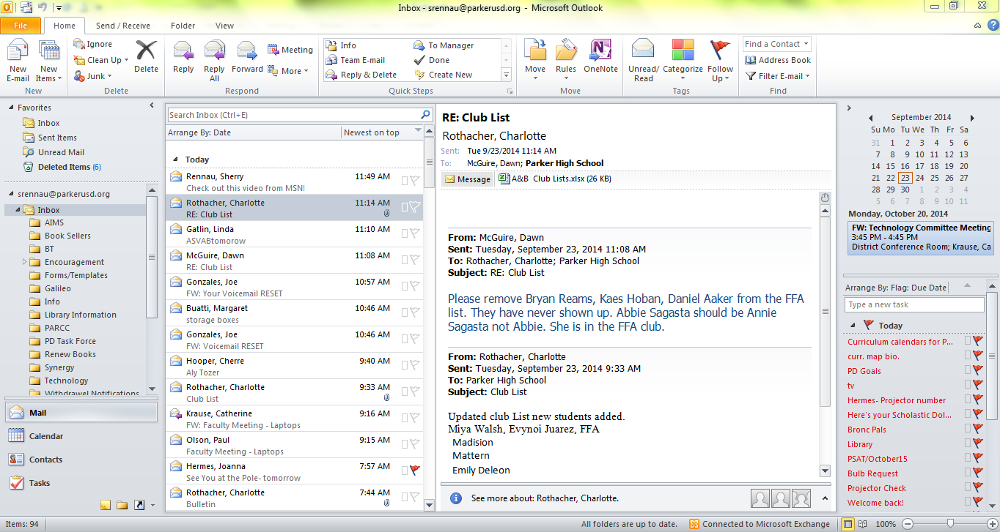 Inbox - srennau@parkerusd.org - Microsoft Outlook
File Home Send / Receive Folder View
New E-mail
New Items
New
Ignore
Clean Up
Junk
Delete
Delete
Reply
Reply All
Forward
Meeting
More
Respond
Info
Team E-mail
Reply & Delete
To Manager
Done
Create New
Quick Steps
Move
Rules
OneNote
Move
Unread/ Read
Categorize
Follow Up
Tags
Find a Contact
Address Book
Filter E-mail
Find
Favorites
Inbox
Sent Items
Unread Mail
Deleted Items (6)
srennau@parkerusd.org
Inbox
AIMS
Book Sellers
BT
Encouragement
Forms/Templates
Galileo
Info
Library Information
PARCC
PD Task Force
Renew Books
Synergy
Technology
Withdrawel Notifications
Mail
Calendar
Contacts
Tasks
Search Inbox (Ctrl+E)
Arrange By: Date Newest on top
Today
Rennau, Sherry 11:49 AM
Check out this video from MSN!
Rothacher, Charlotte 11:14 AM
RE: Club List
Gatlin, Linda 11:10 AM
ASVABtomorow
McGuire, Dawn 11:08 AM
RE: Club List
Gonzales, Joe 10:57 AM
FW: Your Voicemail RESET
Buatti, Margaret 10:46 AM
storage boxes
Gonzales, Joe 10:46 AM
FW: Voicemail RESET
Hooper, Cherre 9:40 AM
Aly Tozer
Rothacher, Charlotte 9:33 AM
Club List
Krause, Catherine 9:16 AM
FW: Faculty Meeting - Laptops
Olson, Paul 9:15 AM
Faculty Meeting - Laptops
Hermes, Joanna 7:57 AM
See You at the Pole- tomorrow
Rothacher, Charlotte 7:44 AM
Bulletin
RE: Club List
Rothacher, Charlotte
Sent: Tue 9/23/2014 11:14 AM
To: McGuire, Dawn; Parker High School
Message A&B Club Lists.xlsx (26 KB)
From: McGuire, Dawn
Sent: Tuesday, September 23, 2014 11:08 AM
To: Rothacher, Charlotte; Parker High School
Subject: RE: Club List
Please remove Bryan Reams, Kaes Hoban, Daniel Aaker from the FFA
list. They have never shown up. Abbie Sagasta should be Annie
Sagasta not Abbie. She is in the FFA club.
From: Rothacher, Charlotte
Sent: Tuesday, September 23, 2014 9:33 AM
To: Parker High School
Subject: Club List
Updated club List new students added.
Miya Walsh, Evynoi Juarez, FFA
Madision
Mattern
Emily Deleon
See more about: Rothacher, Charlotte.
September 2014
Su Mo Tu We Th Fr Sa
31 1 2 3 4 5 6
7 8 9 10 11 12 13
14 15 16 17 18 19 20
21 22 23 24 25 26 27
28 29 30 1 2 3 4
5 6 7 8 9 10 11
Monday, October 20, 2014
FW: Technology Committee Meeting
3:45 PM - 4:45 PM
District Conference Room; Krause, Ca
Arrange By: Flag: Due Date
Type a new task
Today
Curriculum calendars for P...
curr. map bio.
PD Goals
tv
Hermes- Projector number
Here's your Scholastic Dol...
Bronc Pals
Library
PSAT/October15
Bulb Request
Projector Check
Welcome back!
Items: 94 All folders are up to date. Connected to Microsoft Exchange 100%